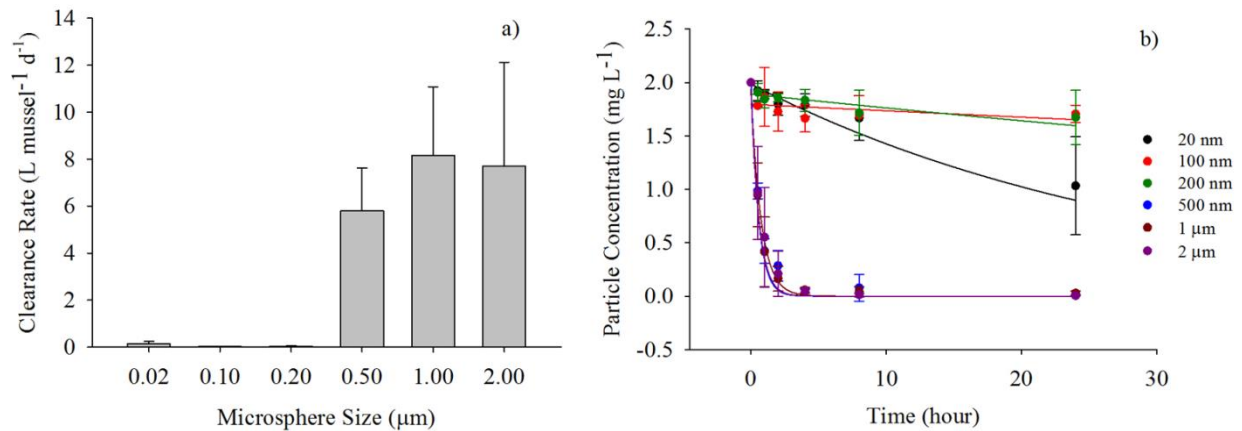 a)
Clearance Rate (L mussel⁻¹ d⁻¹)
14
12
10
8
6
4
2
0
0.02 0.10 0.20 0.50 1.00 2.00
Microsphere Size (µm)
b)
Particle Concentration (mg L⁻¹)
2.5
2.0
1.5
1.0
0.5
0.0
-0.5
0 10 20 30
Time (hour)
20 nm
100 nm
200 nm
500 nm
1 µm
2 µm